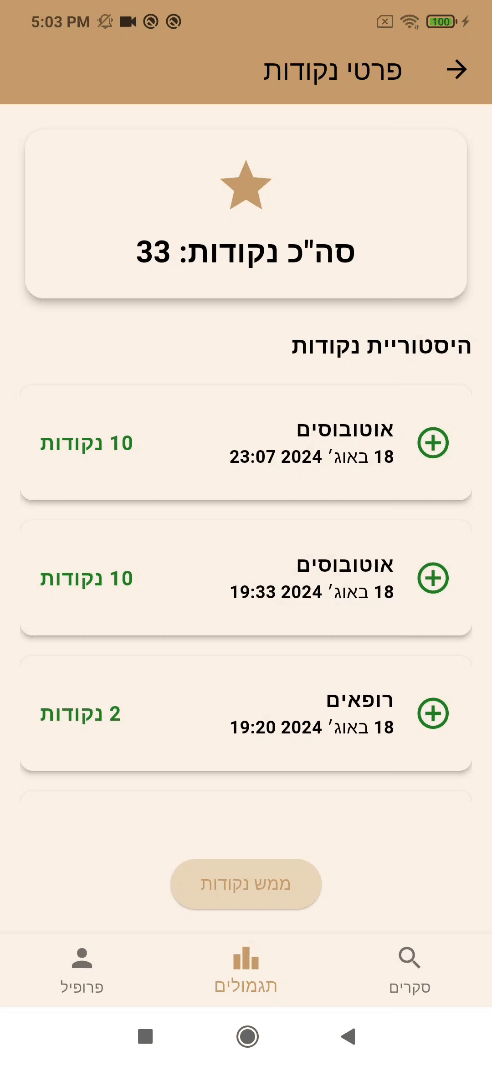 5:03 PM
100
פרטי נקודות
סה"כ נקודות: 33
היסטוריית נקודות
אוטובוסים
18 באוג׳ 2024 23:07
10 נקודות
אוטובוסים
18 באוג׳ 2024 19:33
10 נקודות
רופאים
18 באוג׳ 2024 19:20
2 נקודות
ממש נקודות
סקרים
תגמולים
פרופיל